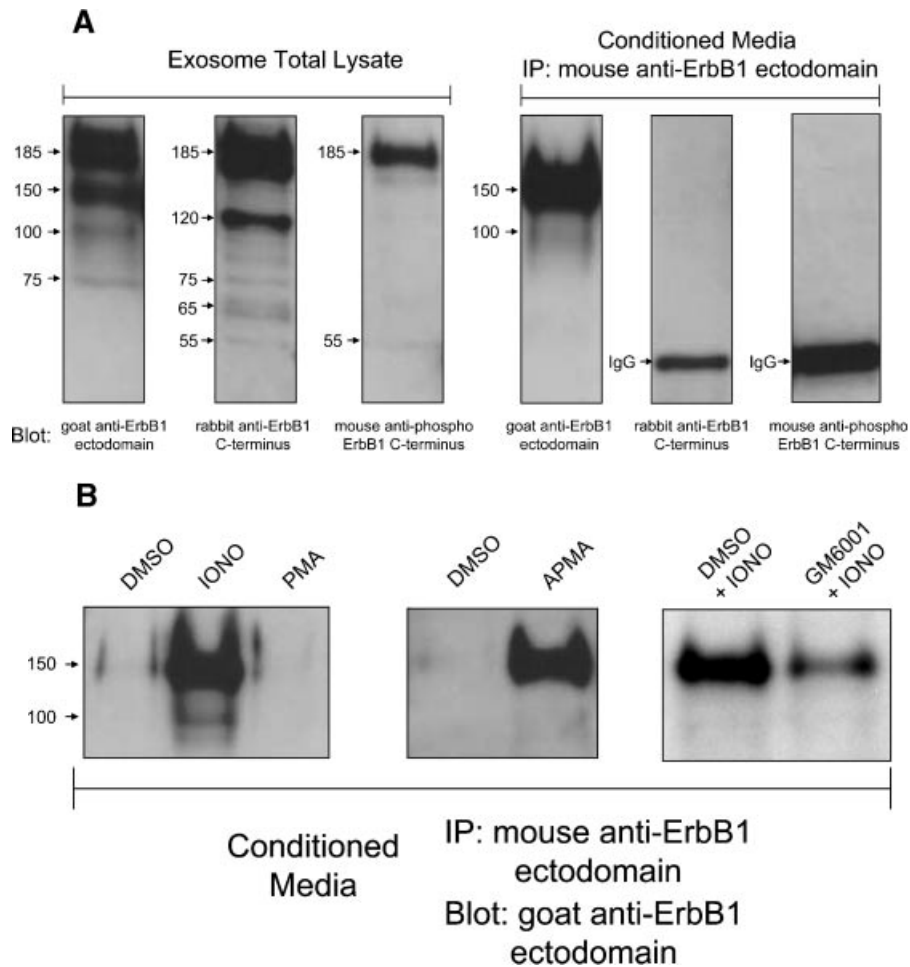 A
Exosome Total Lysate
Conditioned Media
IP: mouse anti-ErbB1 ectodomain
185
150
100
75
185
120
75
65
55
185
55
150
100
IgG
IgG
Blot:
goat anti-ErbB1
ectodomain
rabbit anti-ErbB1
C-terminus
mouse anti-phospho
ErbB1 C-terminus
goat anti-ErbB1
ectodomain
rabbit anti-ErbB1
C-terminus
mouse anti-phospho
ErbB1 C-terminus
B
DMSO
IONO
PMA
DMSO
APMA
DMSO
+ IONO
GM6001
+ IONO
150
100
Conditioned
Media
IP: mouse anti-ErbB1
ectodomain
Blot: goat anti-ErbB1
ectodomain